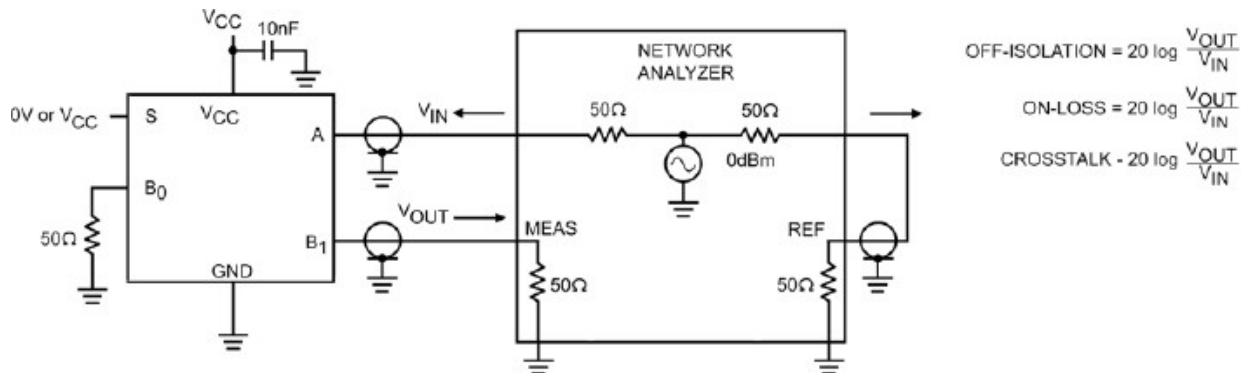 VCC
10nF
0V or VCC
S
VCC
A
B0
50Ω
B1
GND
VIN
VOUT
NETWORK
ANALYZER
50Ω
50Ω
0dBm
MEAS
REF
50Ω
50Ω
OFF-ISOLATION = 20 log VOUT
VIN
ON-LOSS = 20 log VOUT
VIN
CROSSTALK - 20 log VOUT
VIN